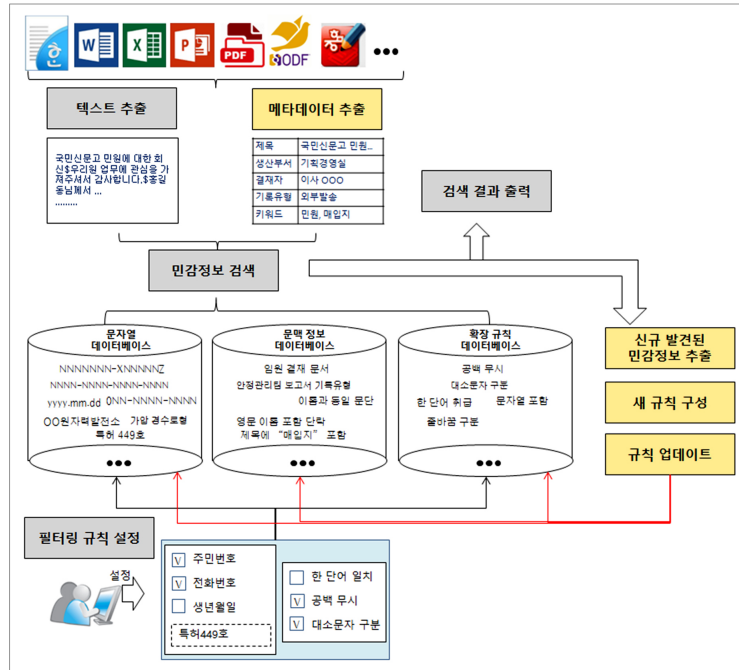 한
W
X
P
PDF
NODF
텍스트 추출
메타데이터 추출
국민신문고 민원에 대한 회
신$우리원 업무에 관심을 가
져주셔서 감사합니다.$홍길
동님께서 ...
.........
제목 국민신문고 민원...
생산부서 기획경영실
결재자 이사 OOO
기록유형 외부발송
키워드 민원, 매입지
검색 결과 출력
민감정보 검색
문자열
데이터베이스
NNNNNNN-XNNNNNZ
NNNN-NNNN-NNNN-NNNN
yyyy.mm.dd 0NN-NNNN-NNNN
OO원자력발전소 가압 경수로형
특허 449호
문맥 정보
데이터베이스
임원 결재 문서
안정관리팀 보고서 기록유형
이름과 동일 문단
영문 이름 포함 단락
제목에 “매입지” 포함
확장 규칙
데이터베이스
공백 무시
대소문자 구분
한 단어 취급 문자열 포함
줄바꿈 구분
신규 발견된
민감정보 추출
새 규칙 구성
규칙 업데이트
필터링 규칙 설정
설정
V 주민번호
V 전화번호
생년월일
특허449호
한 단어 일치
V 공백 무시
V 대소문자 구분